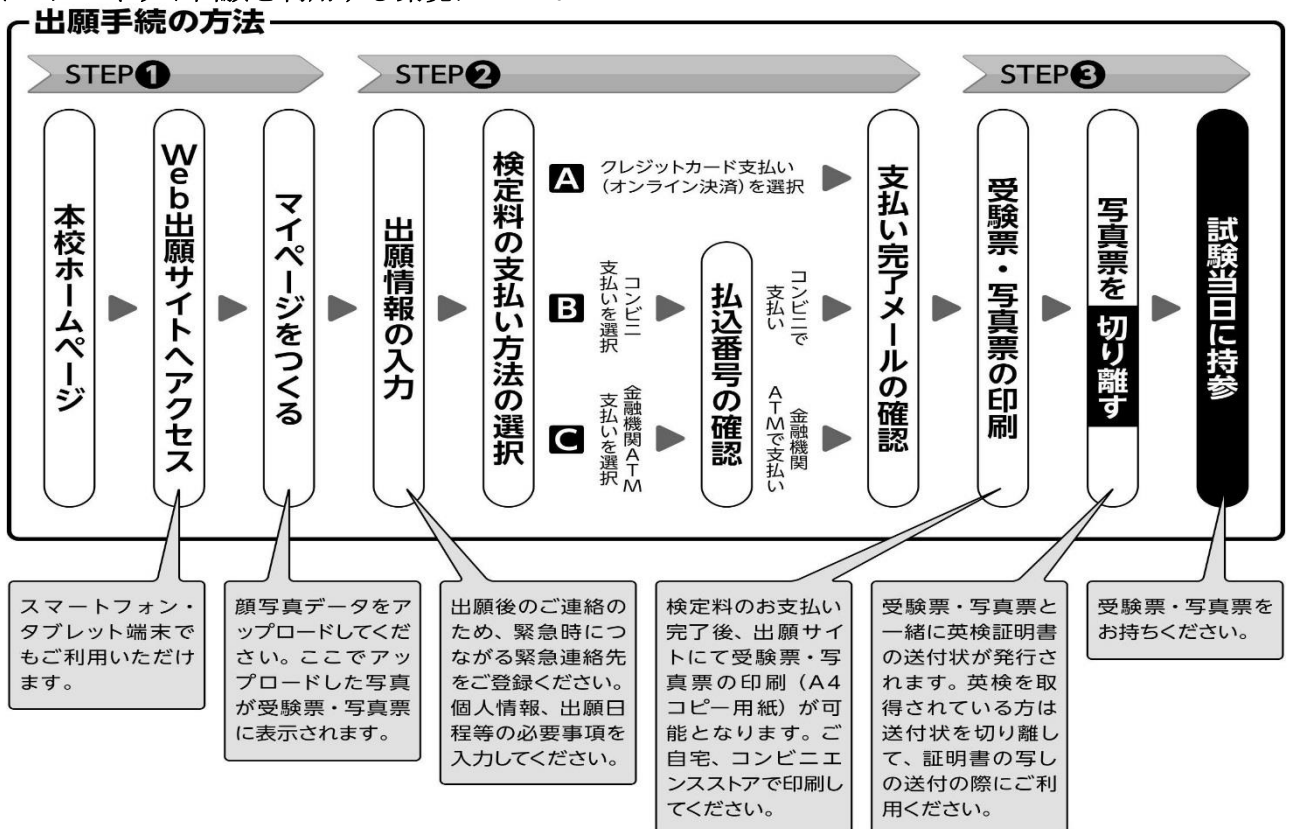 出願手続の方法
STEP❶
STEP❷
STEP❸
本校ホームページ
Web出願サイトへアクセス
マイページをつくる
出願情報の入力
検定料の支払い方法の選択
A
クレジットカード支払い
(オンライン決済)を選択
B
コンビニ
支払いを選択
C
金融機関ATM
支払いを選択
払込番号の確認
コンビニで
支払い
金融機関
ATMで支払い
支払い完了メールの確認
受験票・写真票の印刷
写真票を切り離す
試験当日に持参
スマートフォン・
タブレット端末で
もご利用いただけ
ます。
顔写真データをア
ップロードしてくだ
さい。ここでアッ
プロードした写真
が受験票・写真票
に表示されます。
出願後のご連絡の
ため、緊急時につ
ながる緊急連絡先
をご登録ください。
個人情報、出願日
程等の必要事項を
入力してください。
検定料のお支払い
完了後、出願サイ
トにて受験票・写
真票の印刷（A4
コピー用紙）が可
能となります。ご
自宅、コンビニエ
ンスストアで印刷し
てください。
受験票・写真票と
一緒に英検証明書
の送付状が発行さ
れます。英検を取
得されている方は
送付状を切り離し
て、証明書の写し
の送付の際にご利
用ください。
受験票・写真票を
お持ちください。